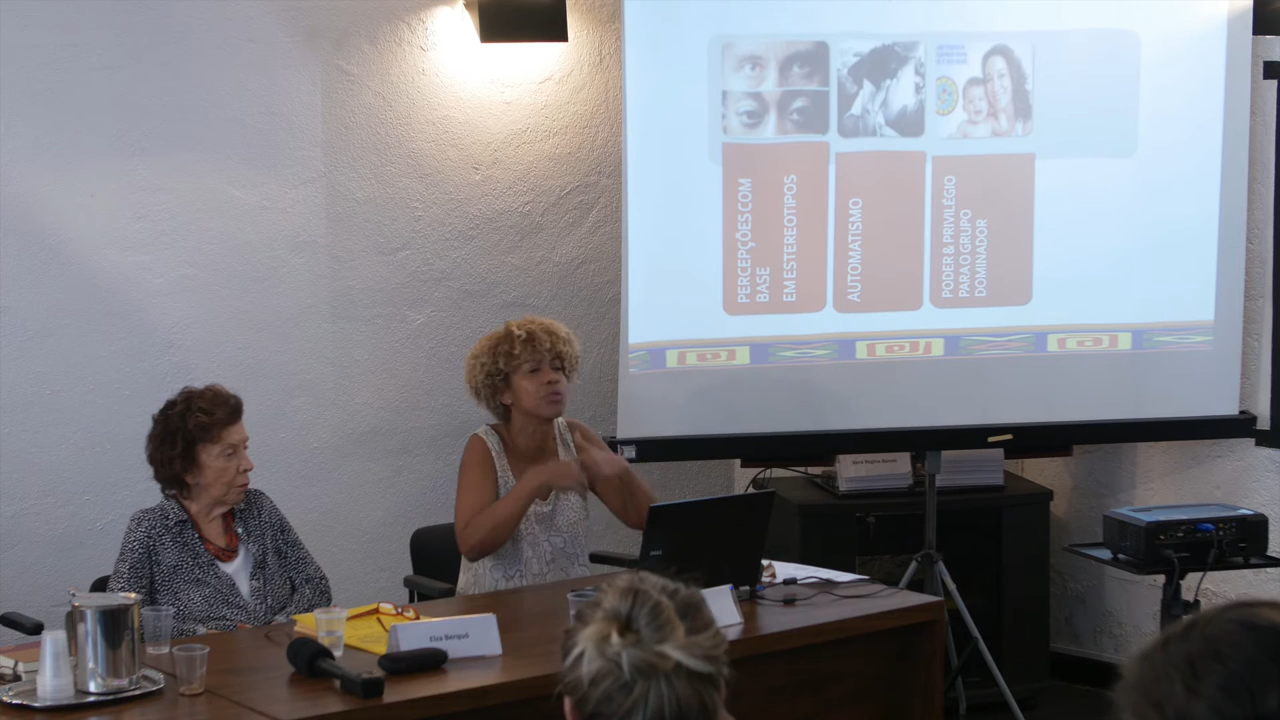 PERCEPÇÕES COM
BASE
EM ESTEREOTIPOS
AUTOMATISMO
PODER & PRIVILÉGIO
PARA O GRUPO
DOMINADOR
Elza Berquó